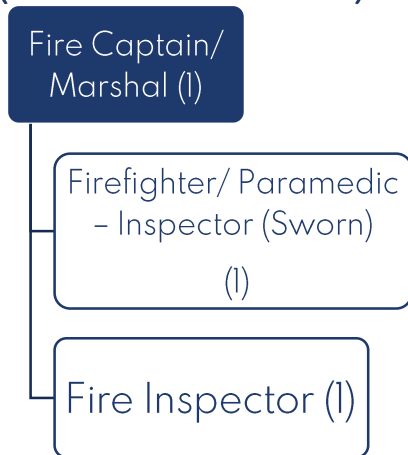 Fire Captain/
Marshal (1)
Firefighter/ Paramedic
– Inspector (Sworn)
(1)
Fire Inspector (1)